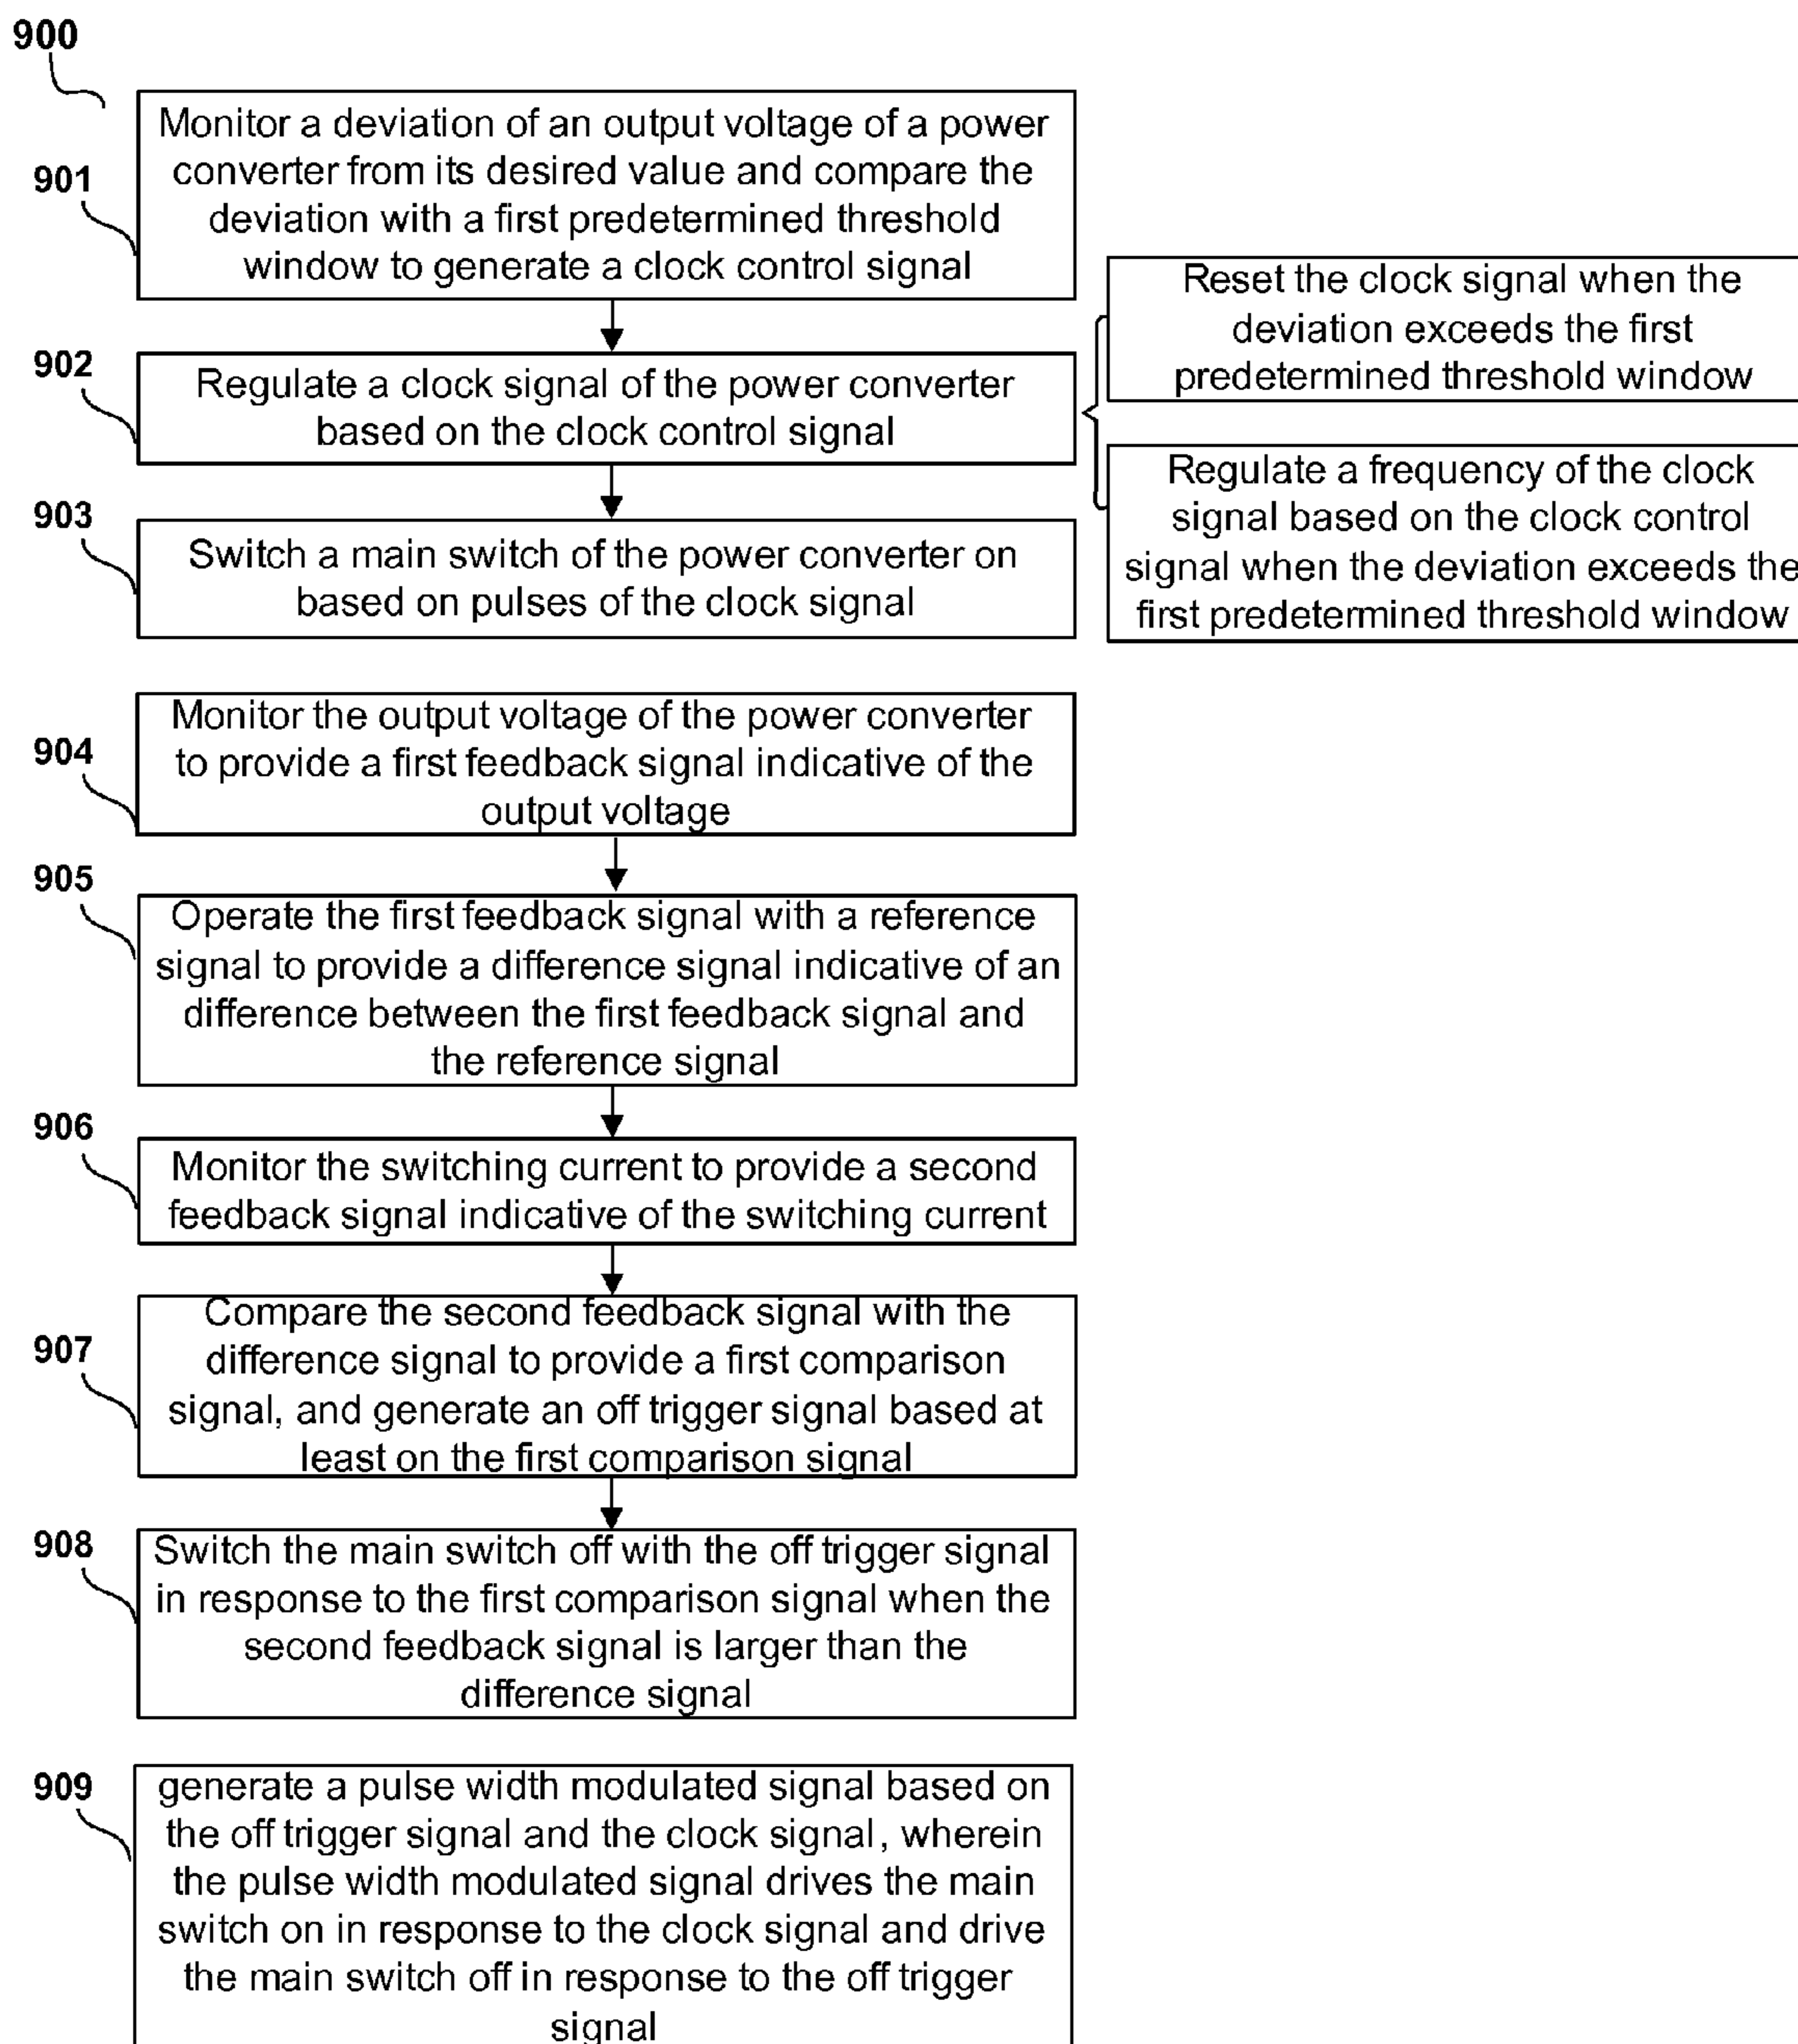 900
901
Monitor a deviation of an output voltage of a power
converter from its desired value and compare the
deviation with a first predetermined threshold
window to generate a clock control signal
902
Regulate a clock signal of the power converter
based on the clock control signal
Reset the clock signal when the
deviation exceeds the first
predetermined threshold window
Regulate a frequency of the clock
signal based on the clock control
signal when the deviation exceeds the
first predetermined threshold window
903
Switch a main switch of the power converter on
based on pulses of the clock signal
904
Monitor the output voltage of the power converter
to provide a first feedback signal indicative of the
output voltage
905
Operate the first feedback signal with a reference
signal to provide a difference signal indicative of an
difference between the first feedback signal and
the reference signal
906
Monitor the switching current to provide a second
feedback signal indicative of the switching current
907
Compare the second feedback signal with the
difference signal to provide a first comparison
signal, and generate an off trigger signal based at
least on the first comparison signal
908
Switch the main switch off with the off trigger signal
in response to the first comparison signal when the
second feedback signal is larger than the
difference signal
909
generate a pulse width modulated signal based on
the off trigger signal and the clock signal, wherein
the pulse width modulated signal drives the main
switch on in response to the clock signal and drive
the main switch off in response to the off trigger
signal